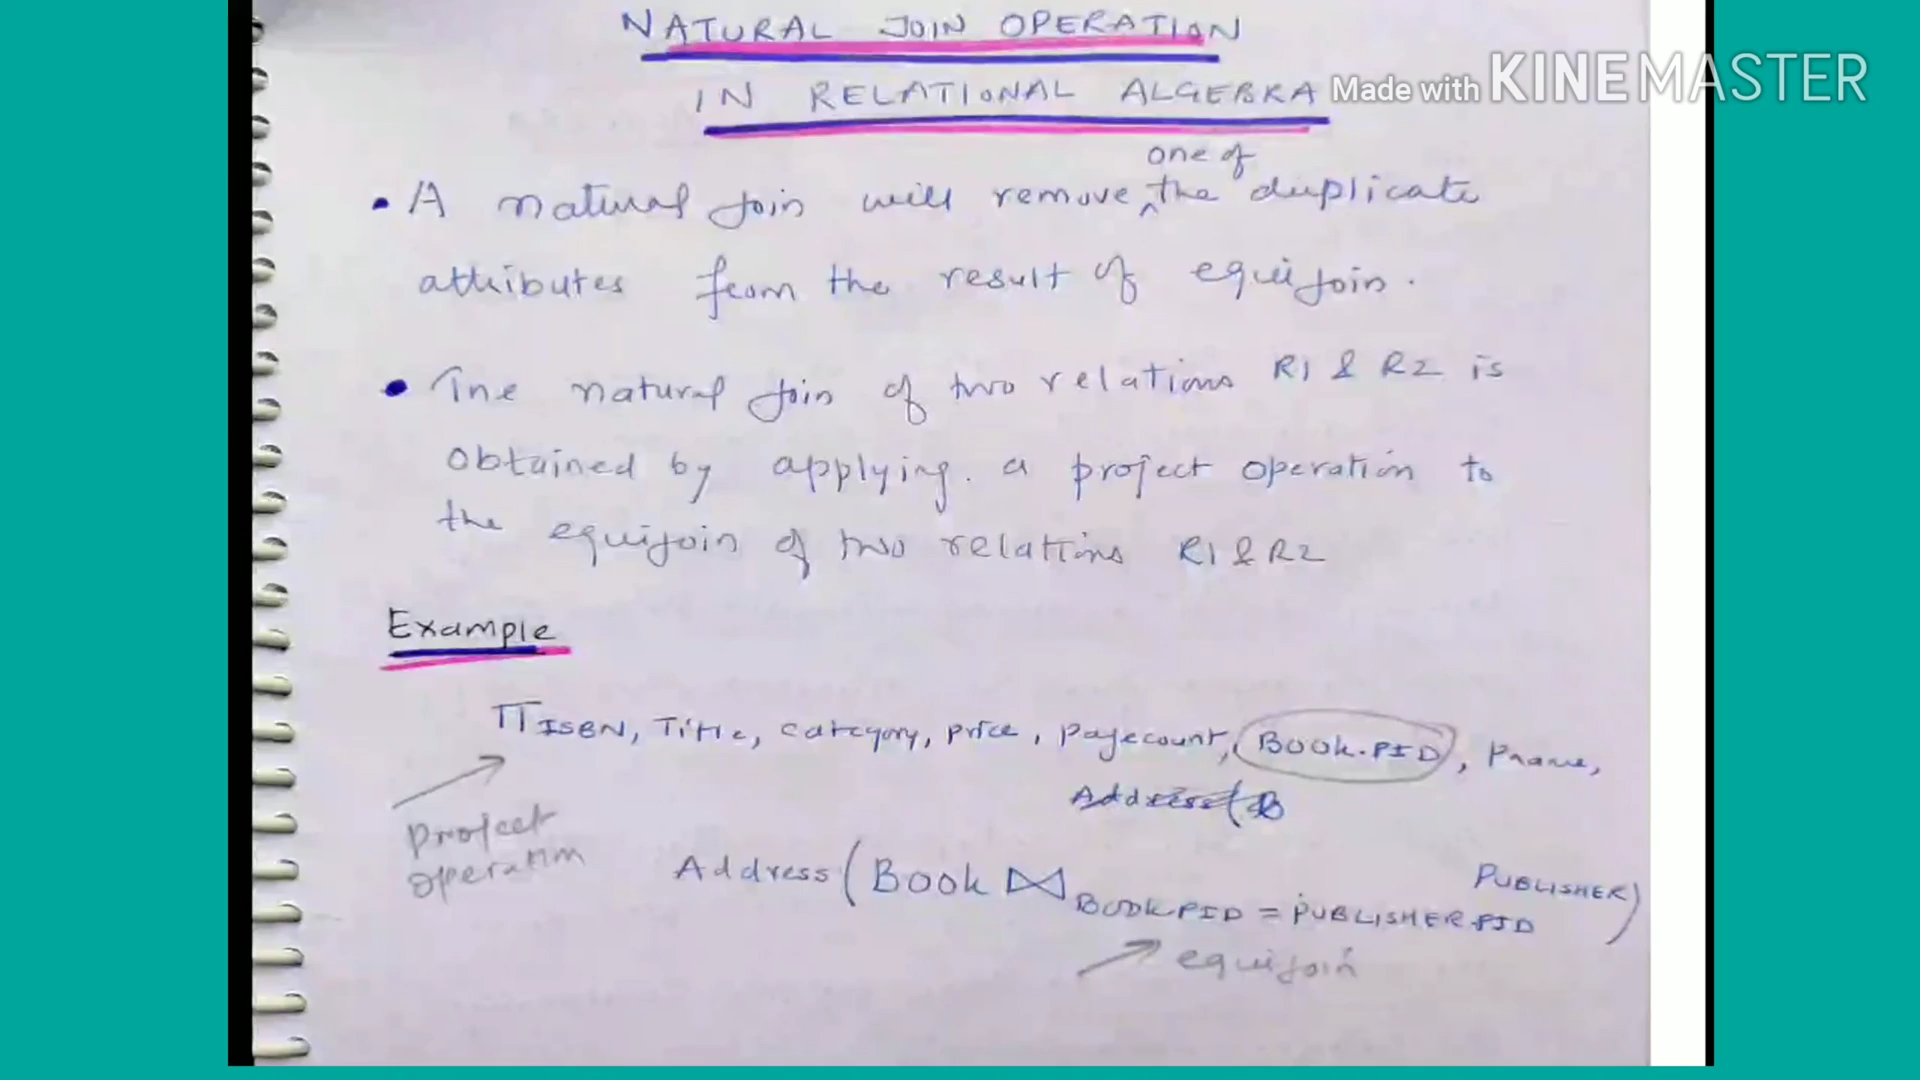 NATURAL JOIN OPERATION
IN RELATIONAL ALGEBRA
Made with KINEMASTER
one of
• A natural join will remove ^ the duplicate
attributes from the result of equijoin.
• The natural join of two relations R1 & R2 is
obtained by applying. a project operation to
the equijoin of two relations R1 & R2
Example
π ISBN, Title, category, price, pagecount, Book.PID, Pname,
Address(B
project
operation
Address (Book ⋈ BOOK.PID = PUBLISHER.PID PUBLISHER)
equijoin